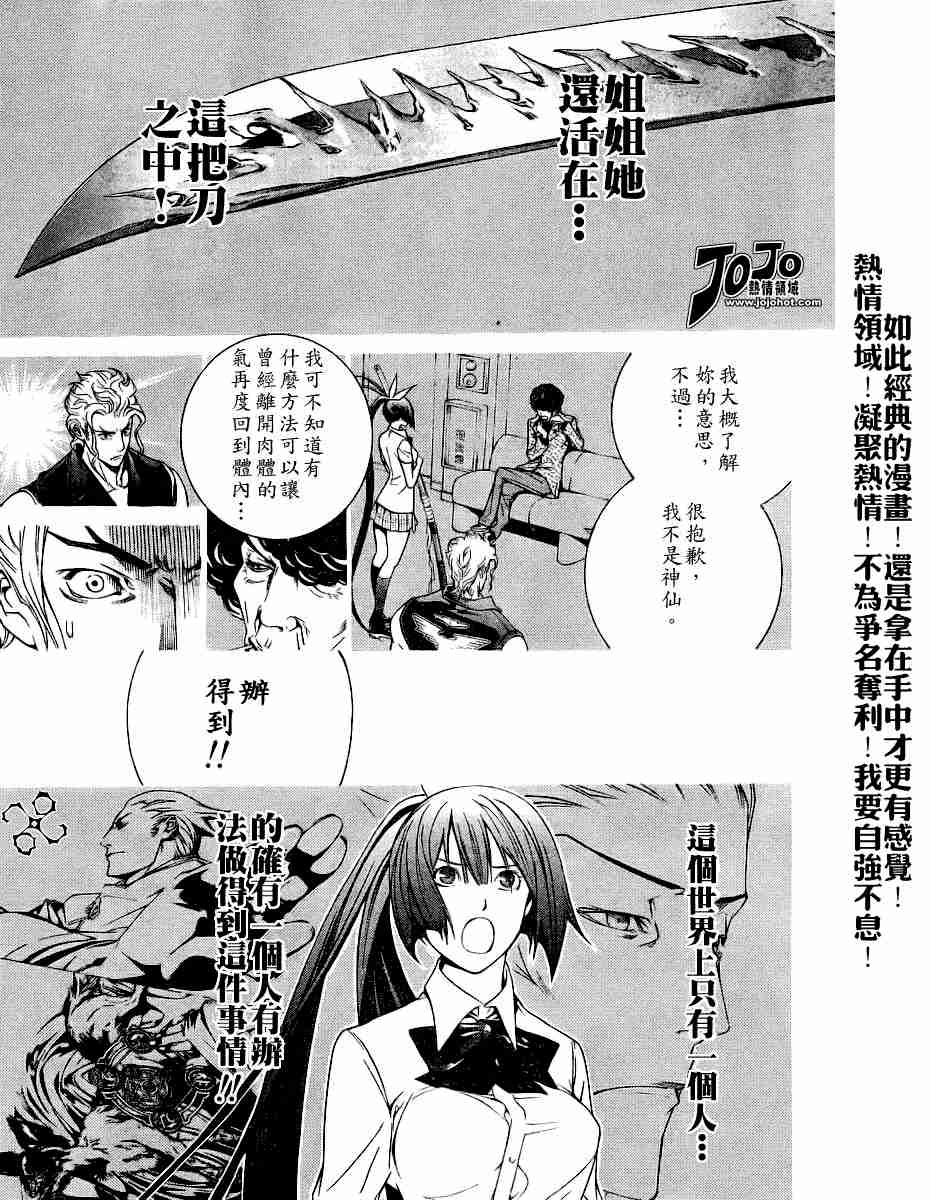 姐姐她
還活在…
這把刀
之中！
JOJO
熱情領域
www.jojohot.com
我大概了解
妳的意思，
不過…
很抱歉，
我不是神仙。
我可不知道有
什麼方法可以讓
曾經離開肉體的
氣再度回到體內
…
辦
得到!!
這個世界上只有一個人…
的確有一個人有辦
法做得到這件事情!!
如此經典的漫畫！還是拿在手中才更有感覺！
熱情領域！凝聚熱情！不為爭名奪利！我要自強不息！